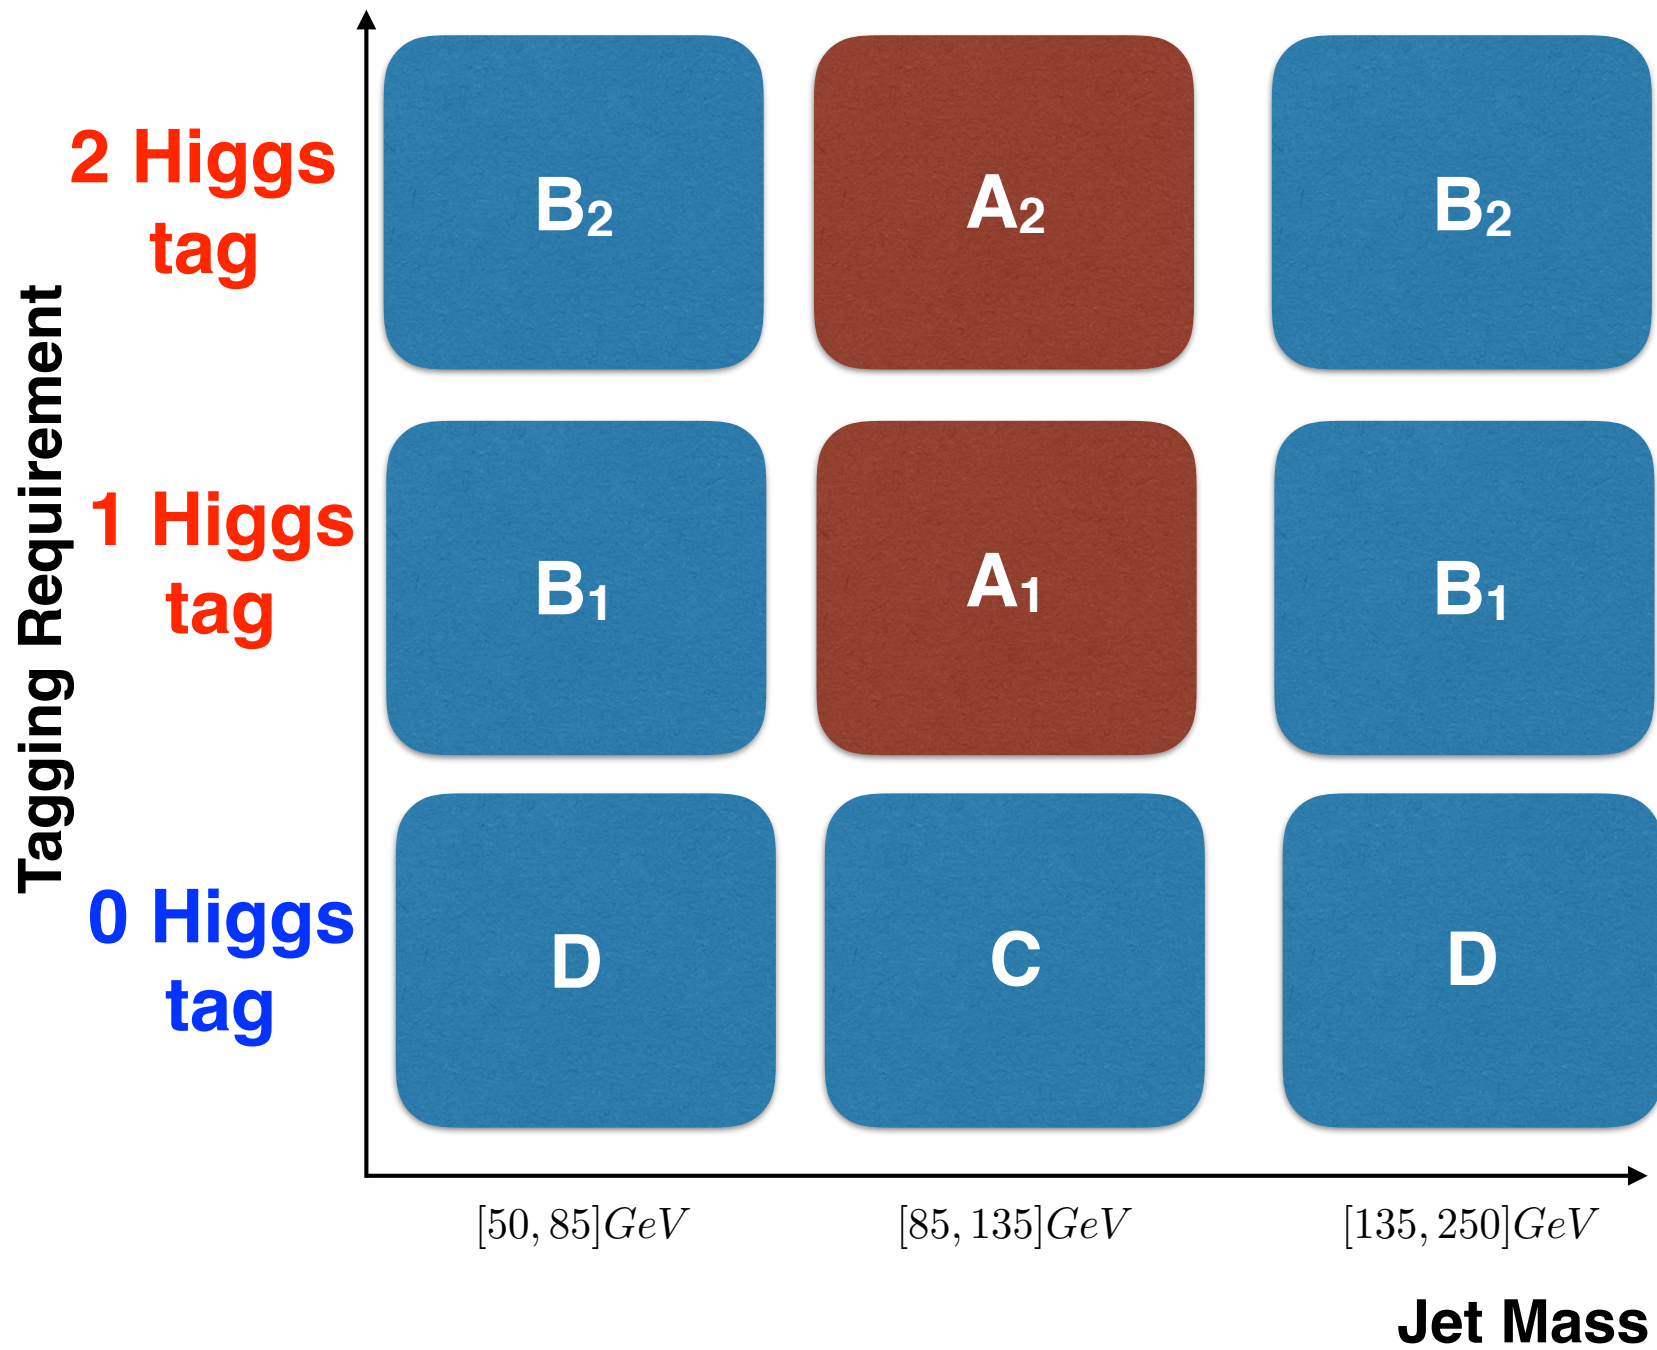 2 Higgs
tag
B₂
A₂
B₂
Tagging Requirement
1 Higgs
tag
B₁
A₁
B₁
0 Higgs
tag
D
C
D
[50, 85]GeV
[85, 135]GeV
[135, 250]GeV
Jet Mass